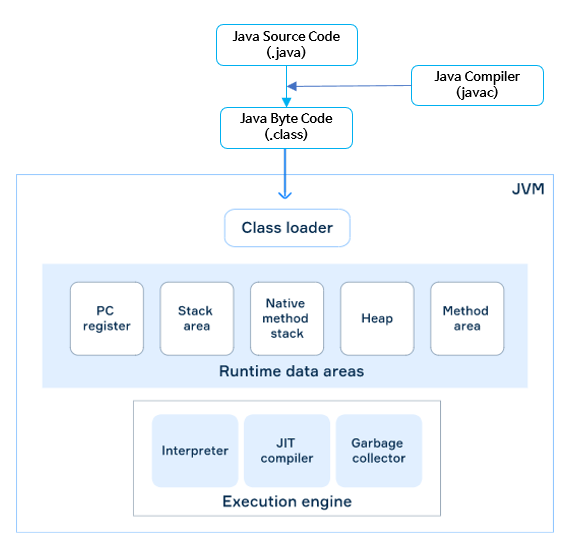 Java Source Code
(.java)
Java Compiler
(javac)
Java Byte Code
(.class)
JVM
Class loader
PC
register
Stack
area
Native
method
stack
Heap
Method
area
Runtime data areas
Interpreter
JIT
compiler
Garbage
collector
Execution engine